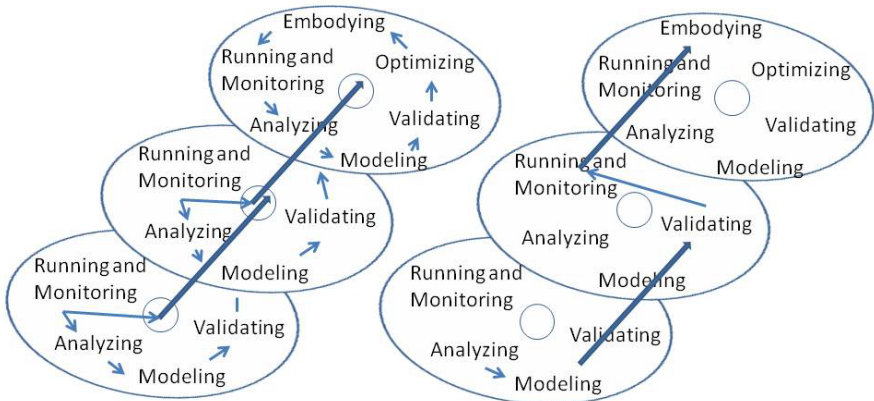 Embodying
Running and
Monitoring
Optimizing
Analyzing
Validating
Modeling
Running and
Monitoring
Analyzing
Validating
Modeling
Running and
Monitoring
Analyzing
Validating
Modeling
Embodying
Running and
Monitoring
Optimizing
Analyzing
Validating
Modeling
Running and
Monitoring
Analyzing
Validating
Modeling
Running and
Monitoring
Analyzing
Validating
Modeling